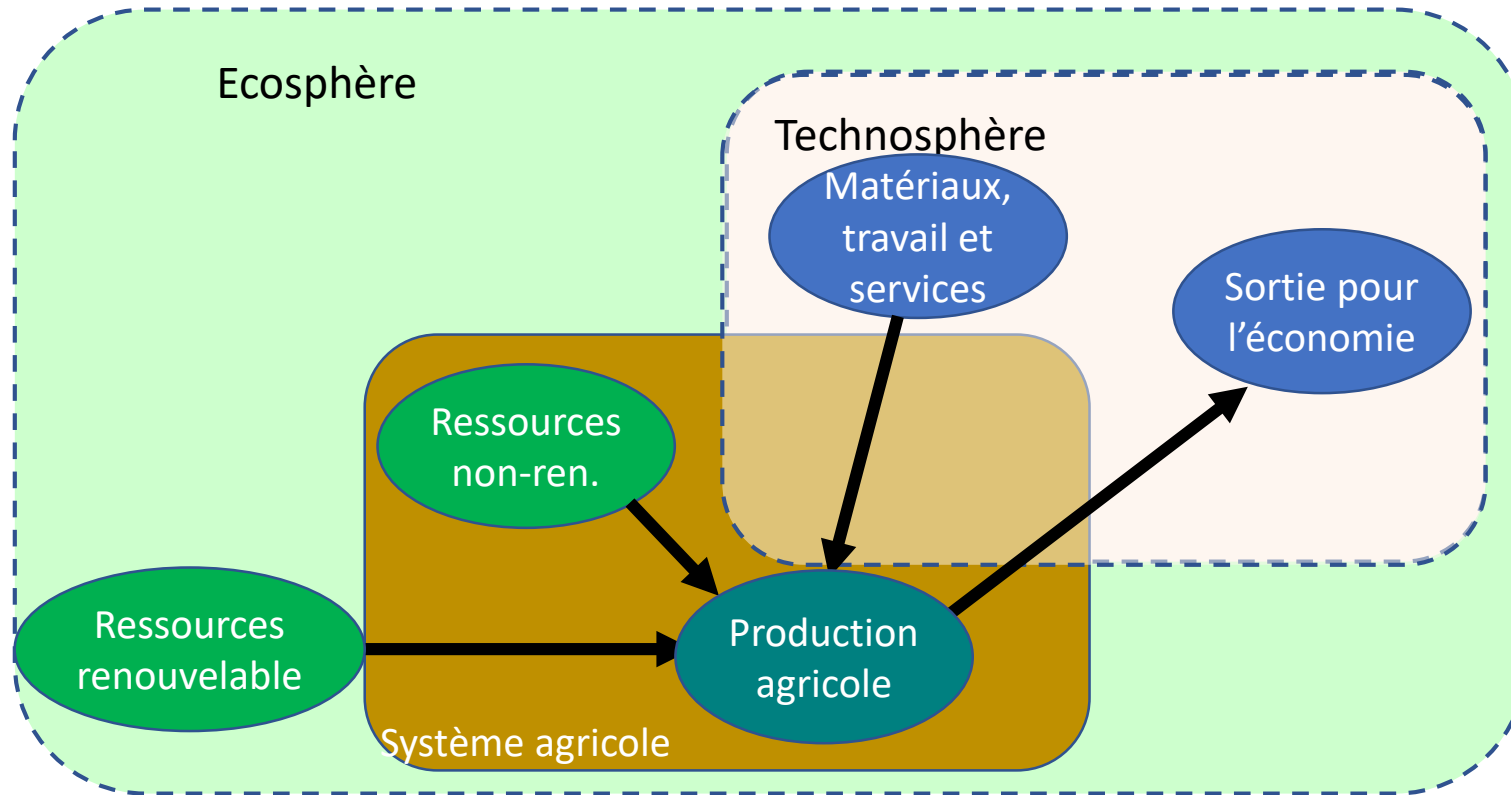 Ecosphère
Technosphère
Matériaux,
travail et
services
Sortie pour
l’économie
Ressources
non-ren.
Ressources
renouvelable
Production
agricole
Système agricole